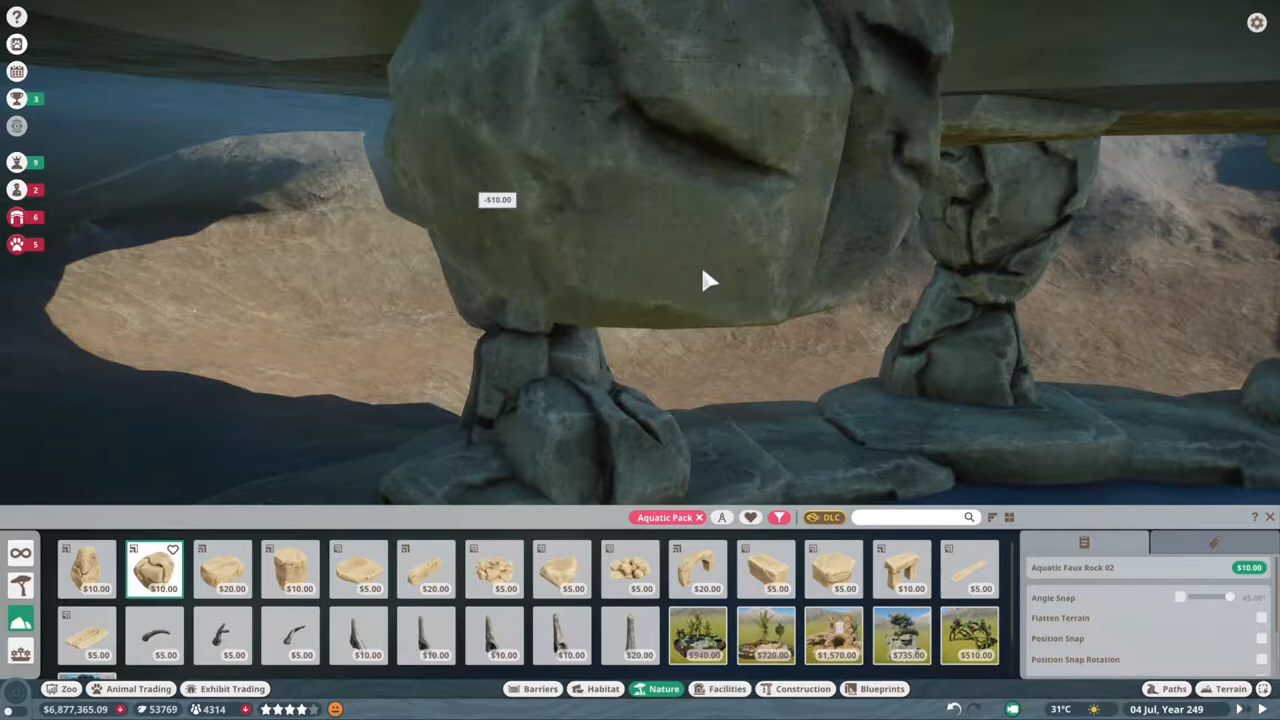 ?
3
9
2
6
5
-$10.00
Aquatic Pack ×
DLC
? ×
$10.00 $10.00 $20.00 $10.00 $5.00 $20.00 $5.00 $5.00 $5.00 $20.00 $5.00 $5.00 $10.00 $5.00
$5.00 $5.00 $5.00 $5.00 $10.00 $10.00 $10.00 $10.00 $20.00 $940.00 $720.00 $1,570.00 $735.00 $510.00
Aquatic Faux Rock 02 $10.00
Angle Snap 45.00°
Flatten Terrain
Position Snap
Position Snap Rotation
Zoo Animal Trading Exhibit Trading Barriers Habitat Nature Facilities Construction Blueprints Paths Terrain
$6,877,365.09 53769 4314 31°C 04 Jul, Year 249